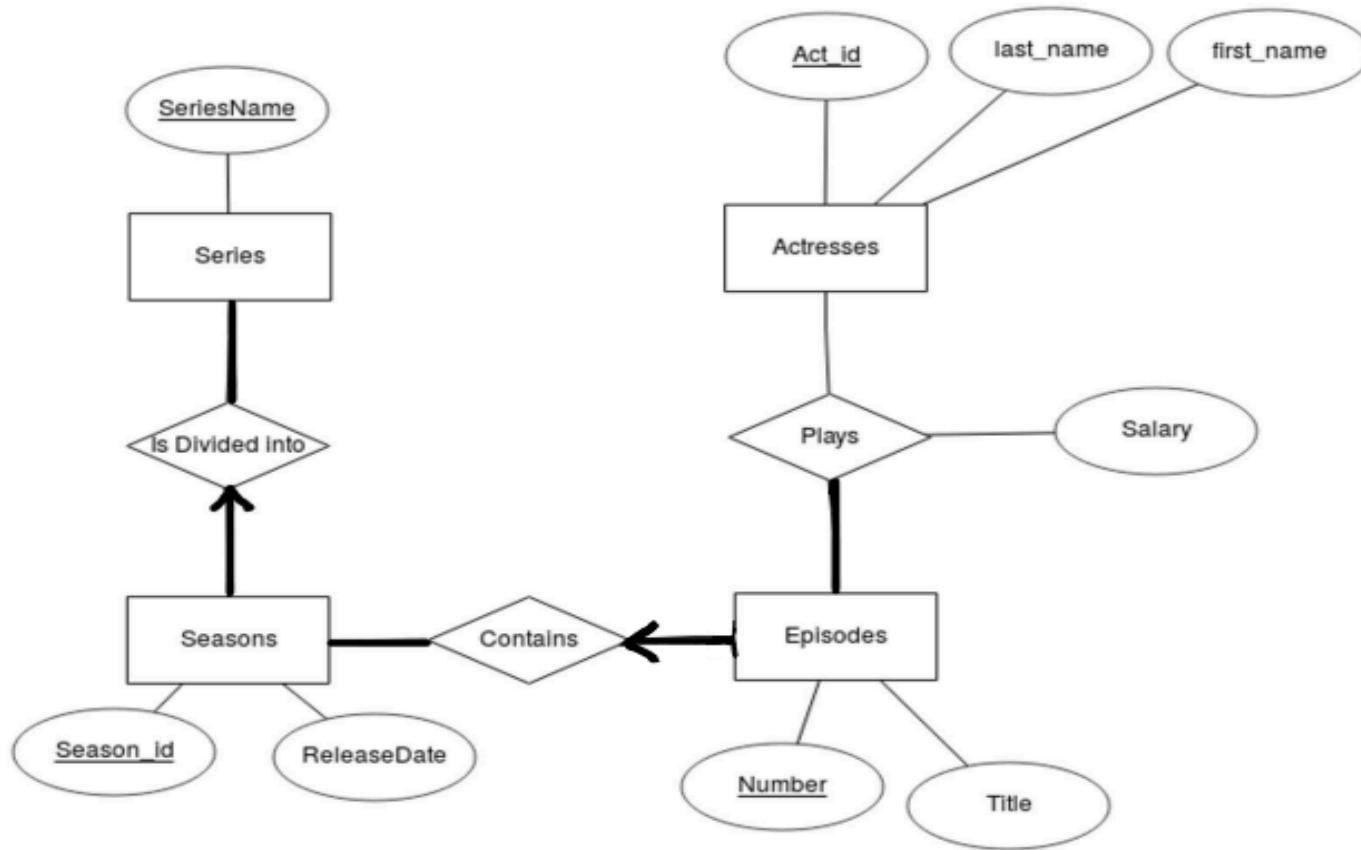 Act_id
last_name
first_name
SeriesName
Series
Actresses
Is Divided into
Plays
Salary
Seasons
Contains
Episodes
Season_id
ReleaseDate
Number
Title